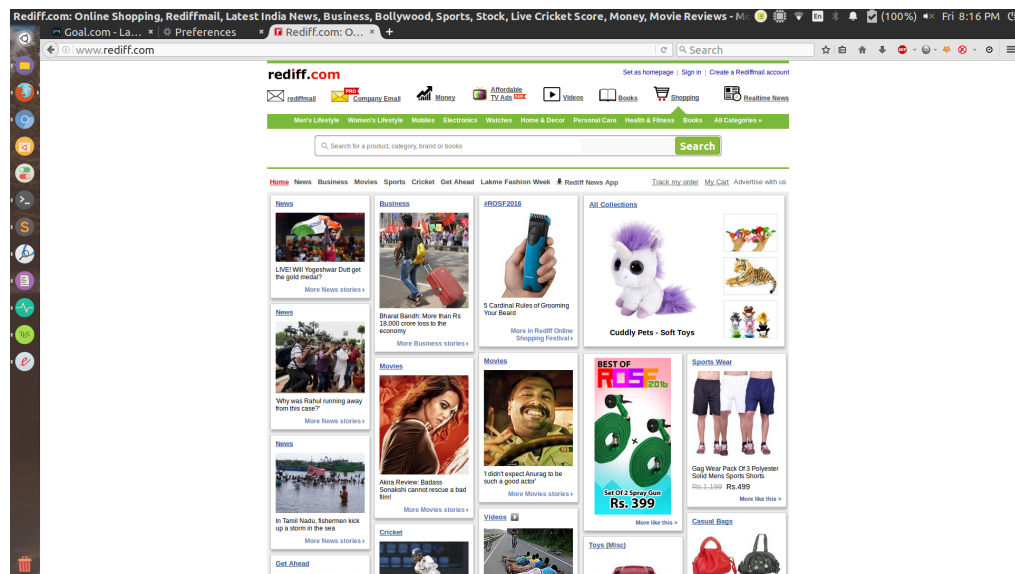 Rediff.com: Online Shopping, Rediffmail, Latest India News, Business, Bollywood, Sports, Stock, Live Cricket Score, Money, Movie Reviews - M
En
(100%)
Fri 8:16 PM
Goal.com - La... ×
Preferences ×
Rediff.com: O... ×
+
www.rediff.com
Search
rediff.com
Set as homepage | Sign in | Create a Rediffmail account
rediffmail
PRO
Company Email
Money
Affordable
TV Ads
Videos
Books
Shopping
Realtime News
Men's Lifestyle Women's Lifestyle Mobiles Electronics Watches Home & Decor Personal Care Health & Fitness Books All Categories »
Search for a product, category, brand or books
Search
Home News Business Movies Sports Cricket Get Ahead Lakme Fashion Week Rediff News App
Track my order My Cart Advertise with us
News
LIVE! Will Yogeshwar Dutt get
the gold medal?
More News stories
News
'Why was Rahul running away
from this case?'
More News stories
News
In Tamil Nadu, fishermen kick
up a storm in the sea
More News stories
Get Ahead
Business
Bharat Bandh: More than Rs
18,000 crore loss to the
economy
More Business stories
Movies
Akira Review: Badass
Sonakshi cannot rescue a bad
film!
More Movies stories
Cricket
#ROSF2016
5 Cardinal Rules of Grooming
Your Beard
More in Rediff Online
Shopping Festival
Movies
'I didn't expect Anurag to be
such a good actor'
More Movies stories
Videos
All Collections
Cuddly Pets - Soft Toys
BEST OF
ROSF 2016
Set Of 2 Spray Gun
Rs. 399
More like this >
Toys (Misc)
Sports Wear
Gag Wear Pack Of 3 Polyester
Solid Mens Sports Shorts
Rs.1,199 Rs.499
More like this >
Casual Bags